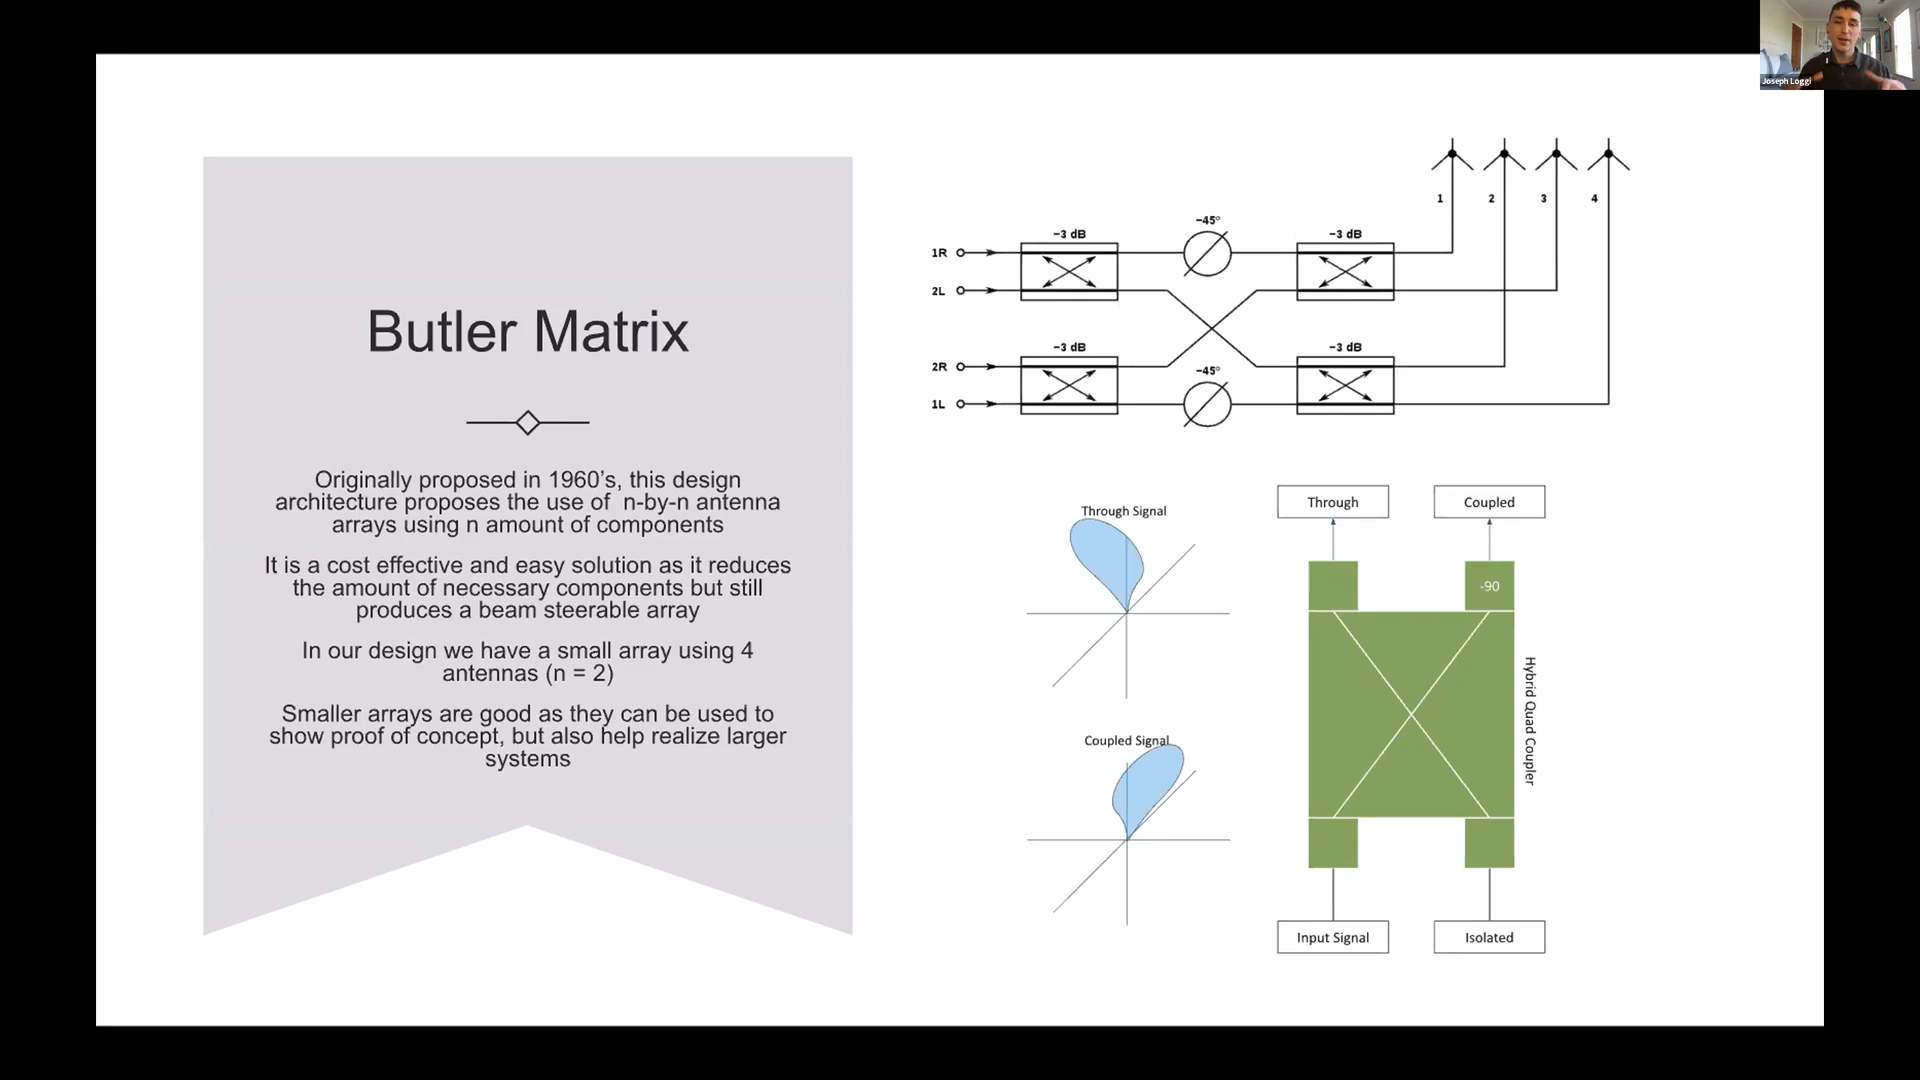 Joseph Loggi
Butler Matrix
Originally proposed in 1960's, this design
architecture proposes the use of n-by-n antenna
arrays using n amount of components
It is a cost effective and easy solution as it reduces
the amount of necessary components but still
produces a beam steerable array
In our design we have a small array using 4
antennas (n = 2)
Smaller arrays are good as they can be used to
show proof of concept, but also help realize larger
systems
1 2 3 4
−45°
−3 dB −3 dB
1R
2L
−3 dB −3 dB
2R
−45°
1L
Through Signal
Coupled Signal
Through Coupled
-90
Hybrid Quad Coupler
Input Signal Isolated